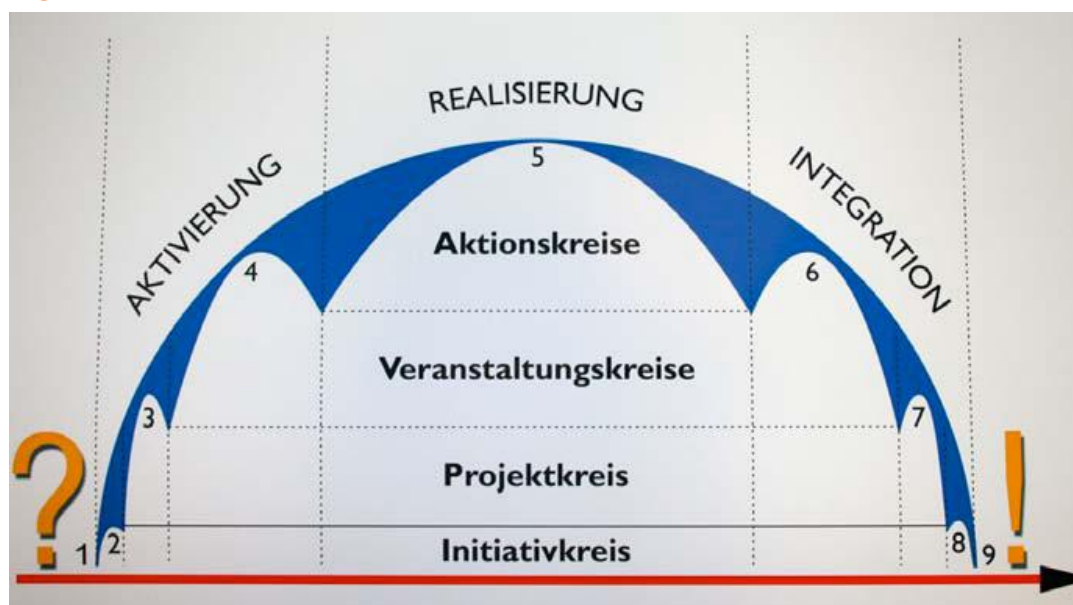 REALISIERUNG
AKTIVIERUNG
INTEGRATION
5
4
6
Aktionskreise
Veranstaltungskreise
3
7
Projektkreis
?
!
1
2
Initiativkreis
8
9